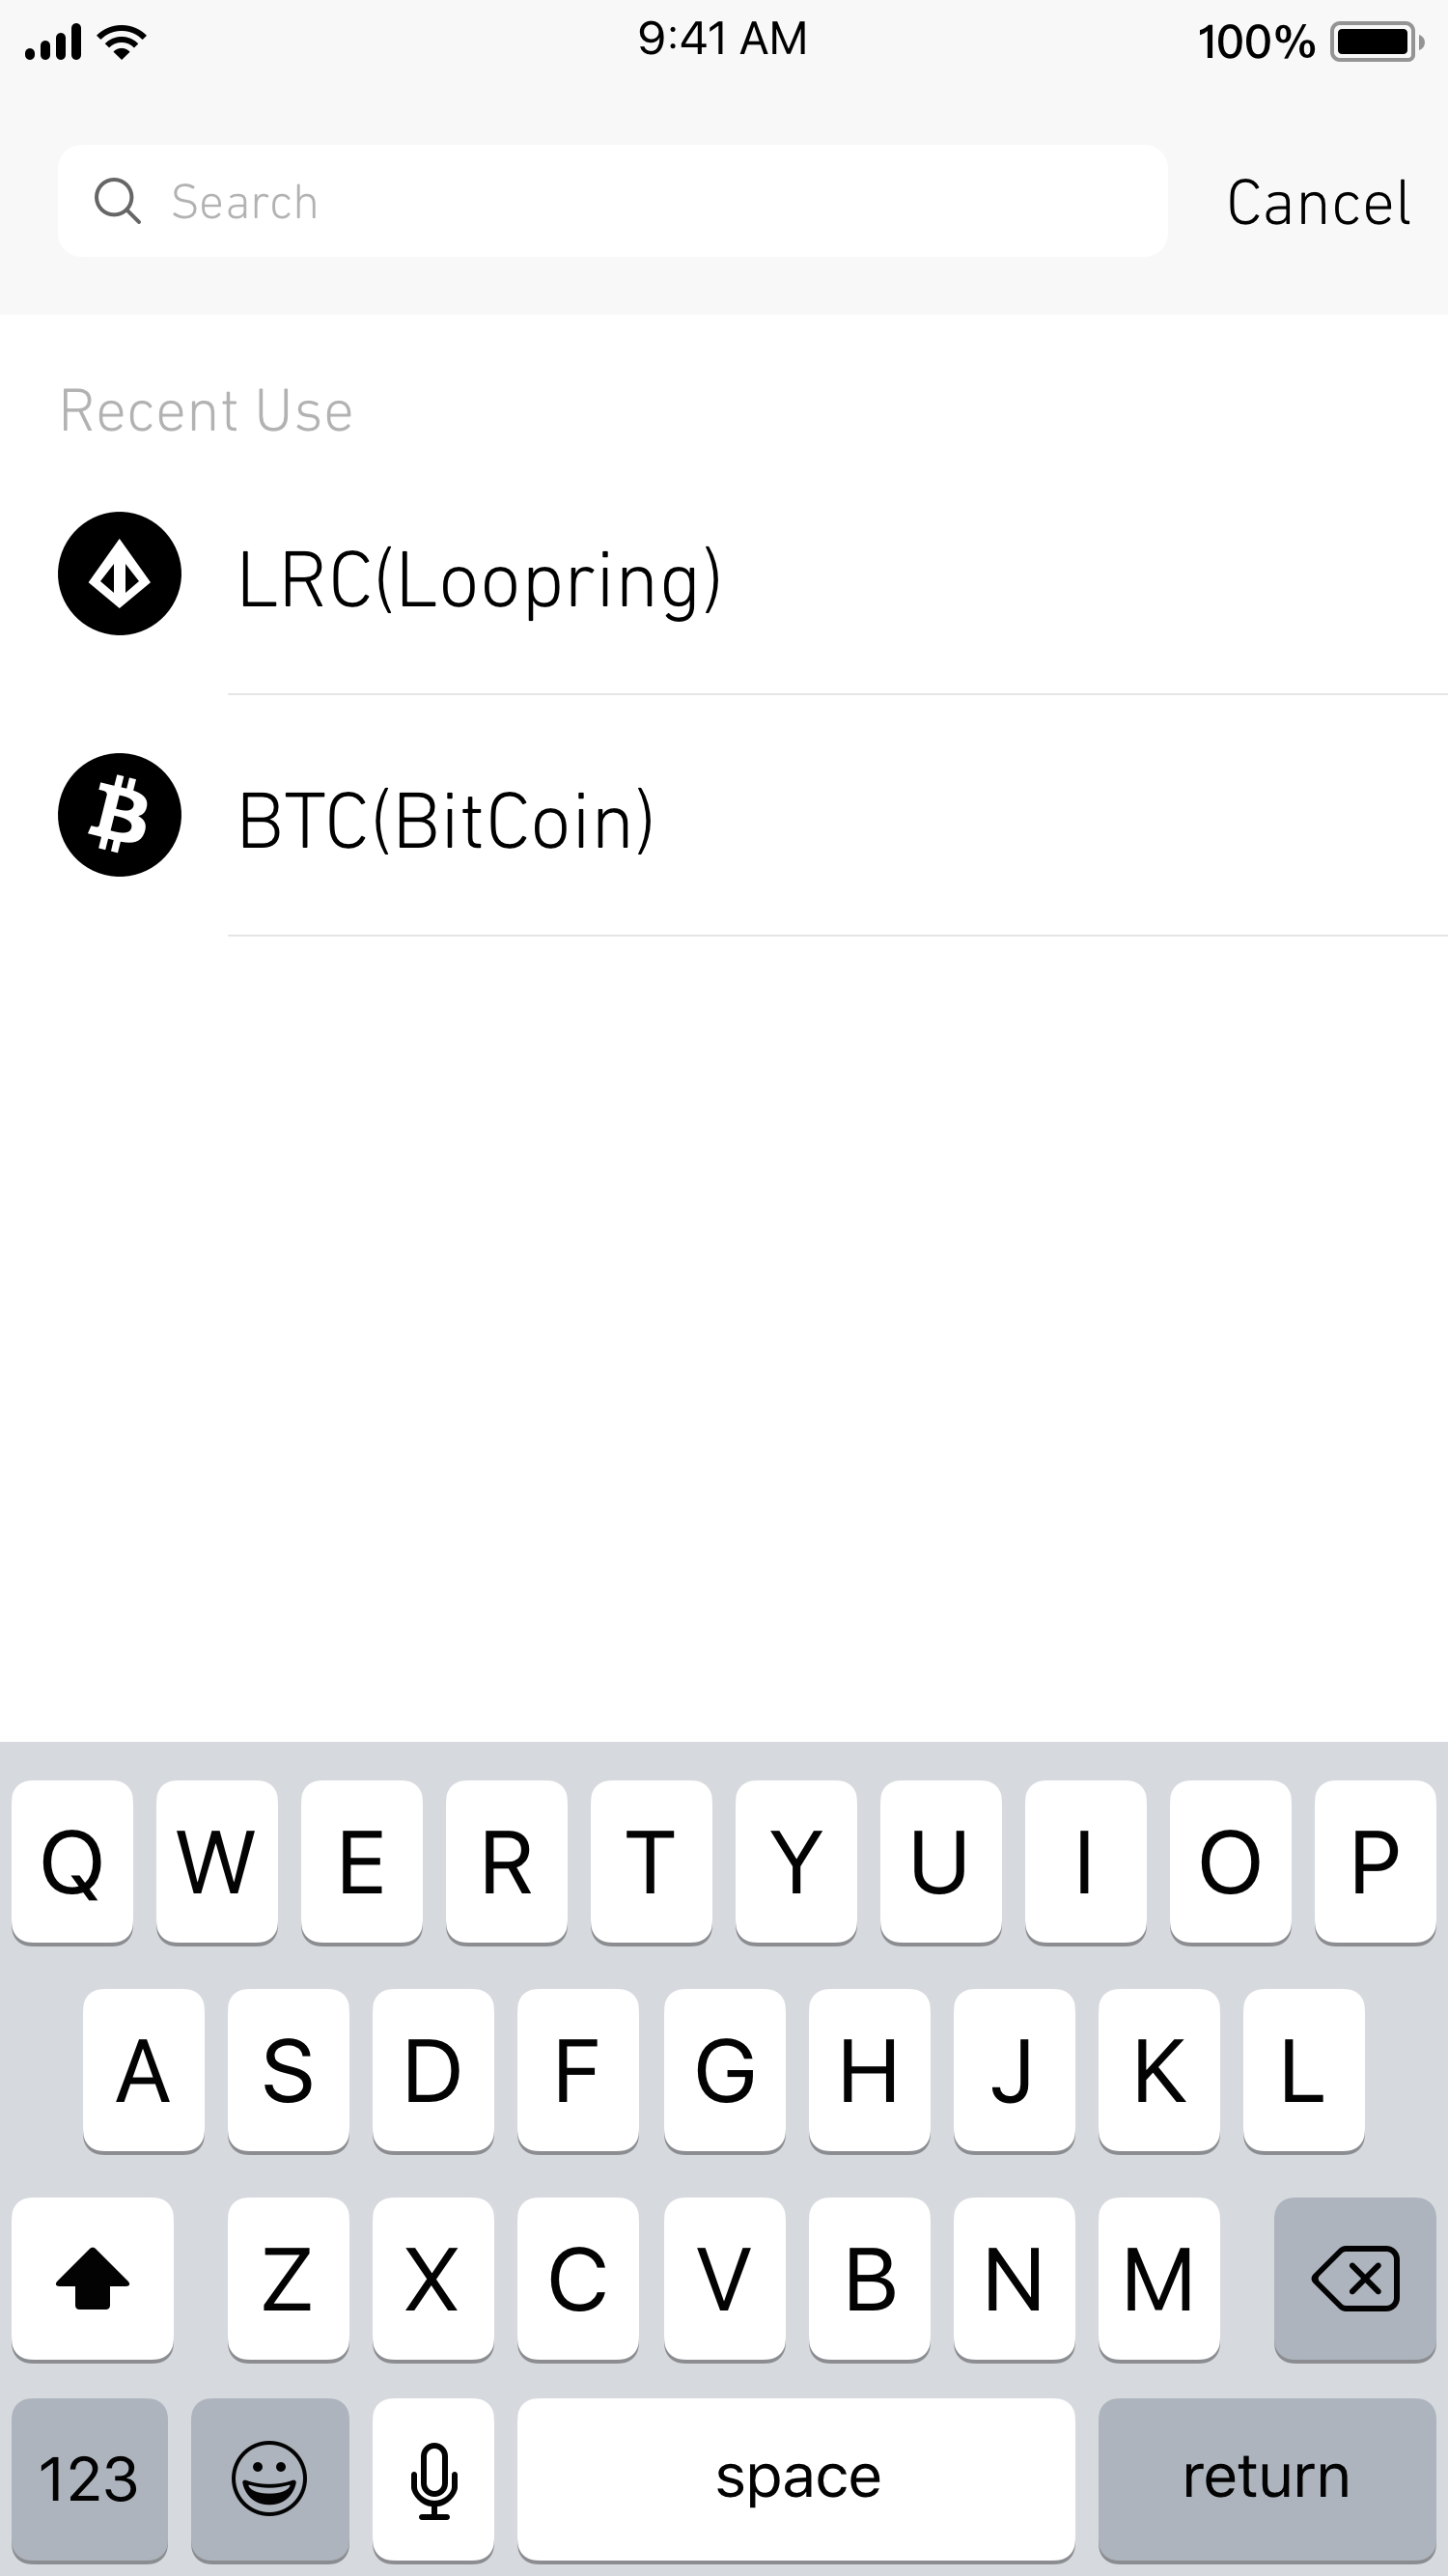 9:41 AM 100%
Search Cancel
Recent Use
LRC(Loopring)
BTC(BitCoin)
Q W E R T Y U I O P
A S D F G H J K L
Z X C V B N M
123 space return